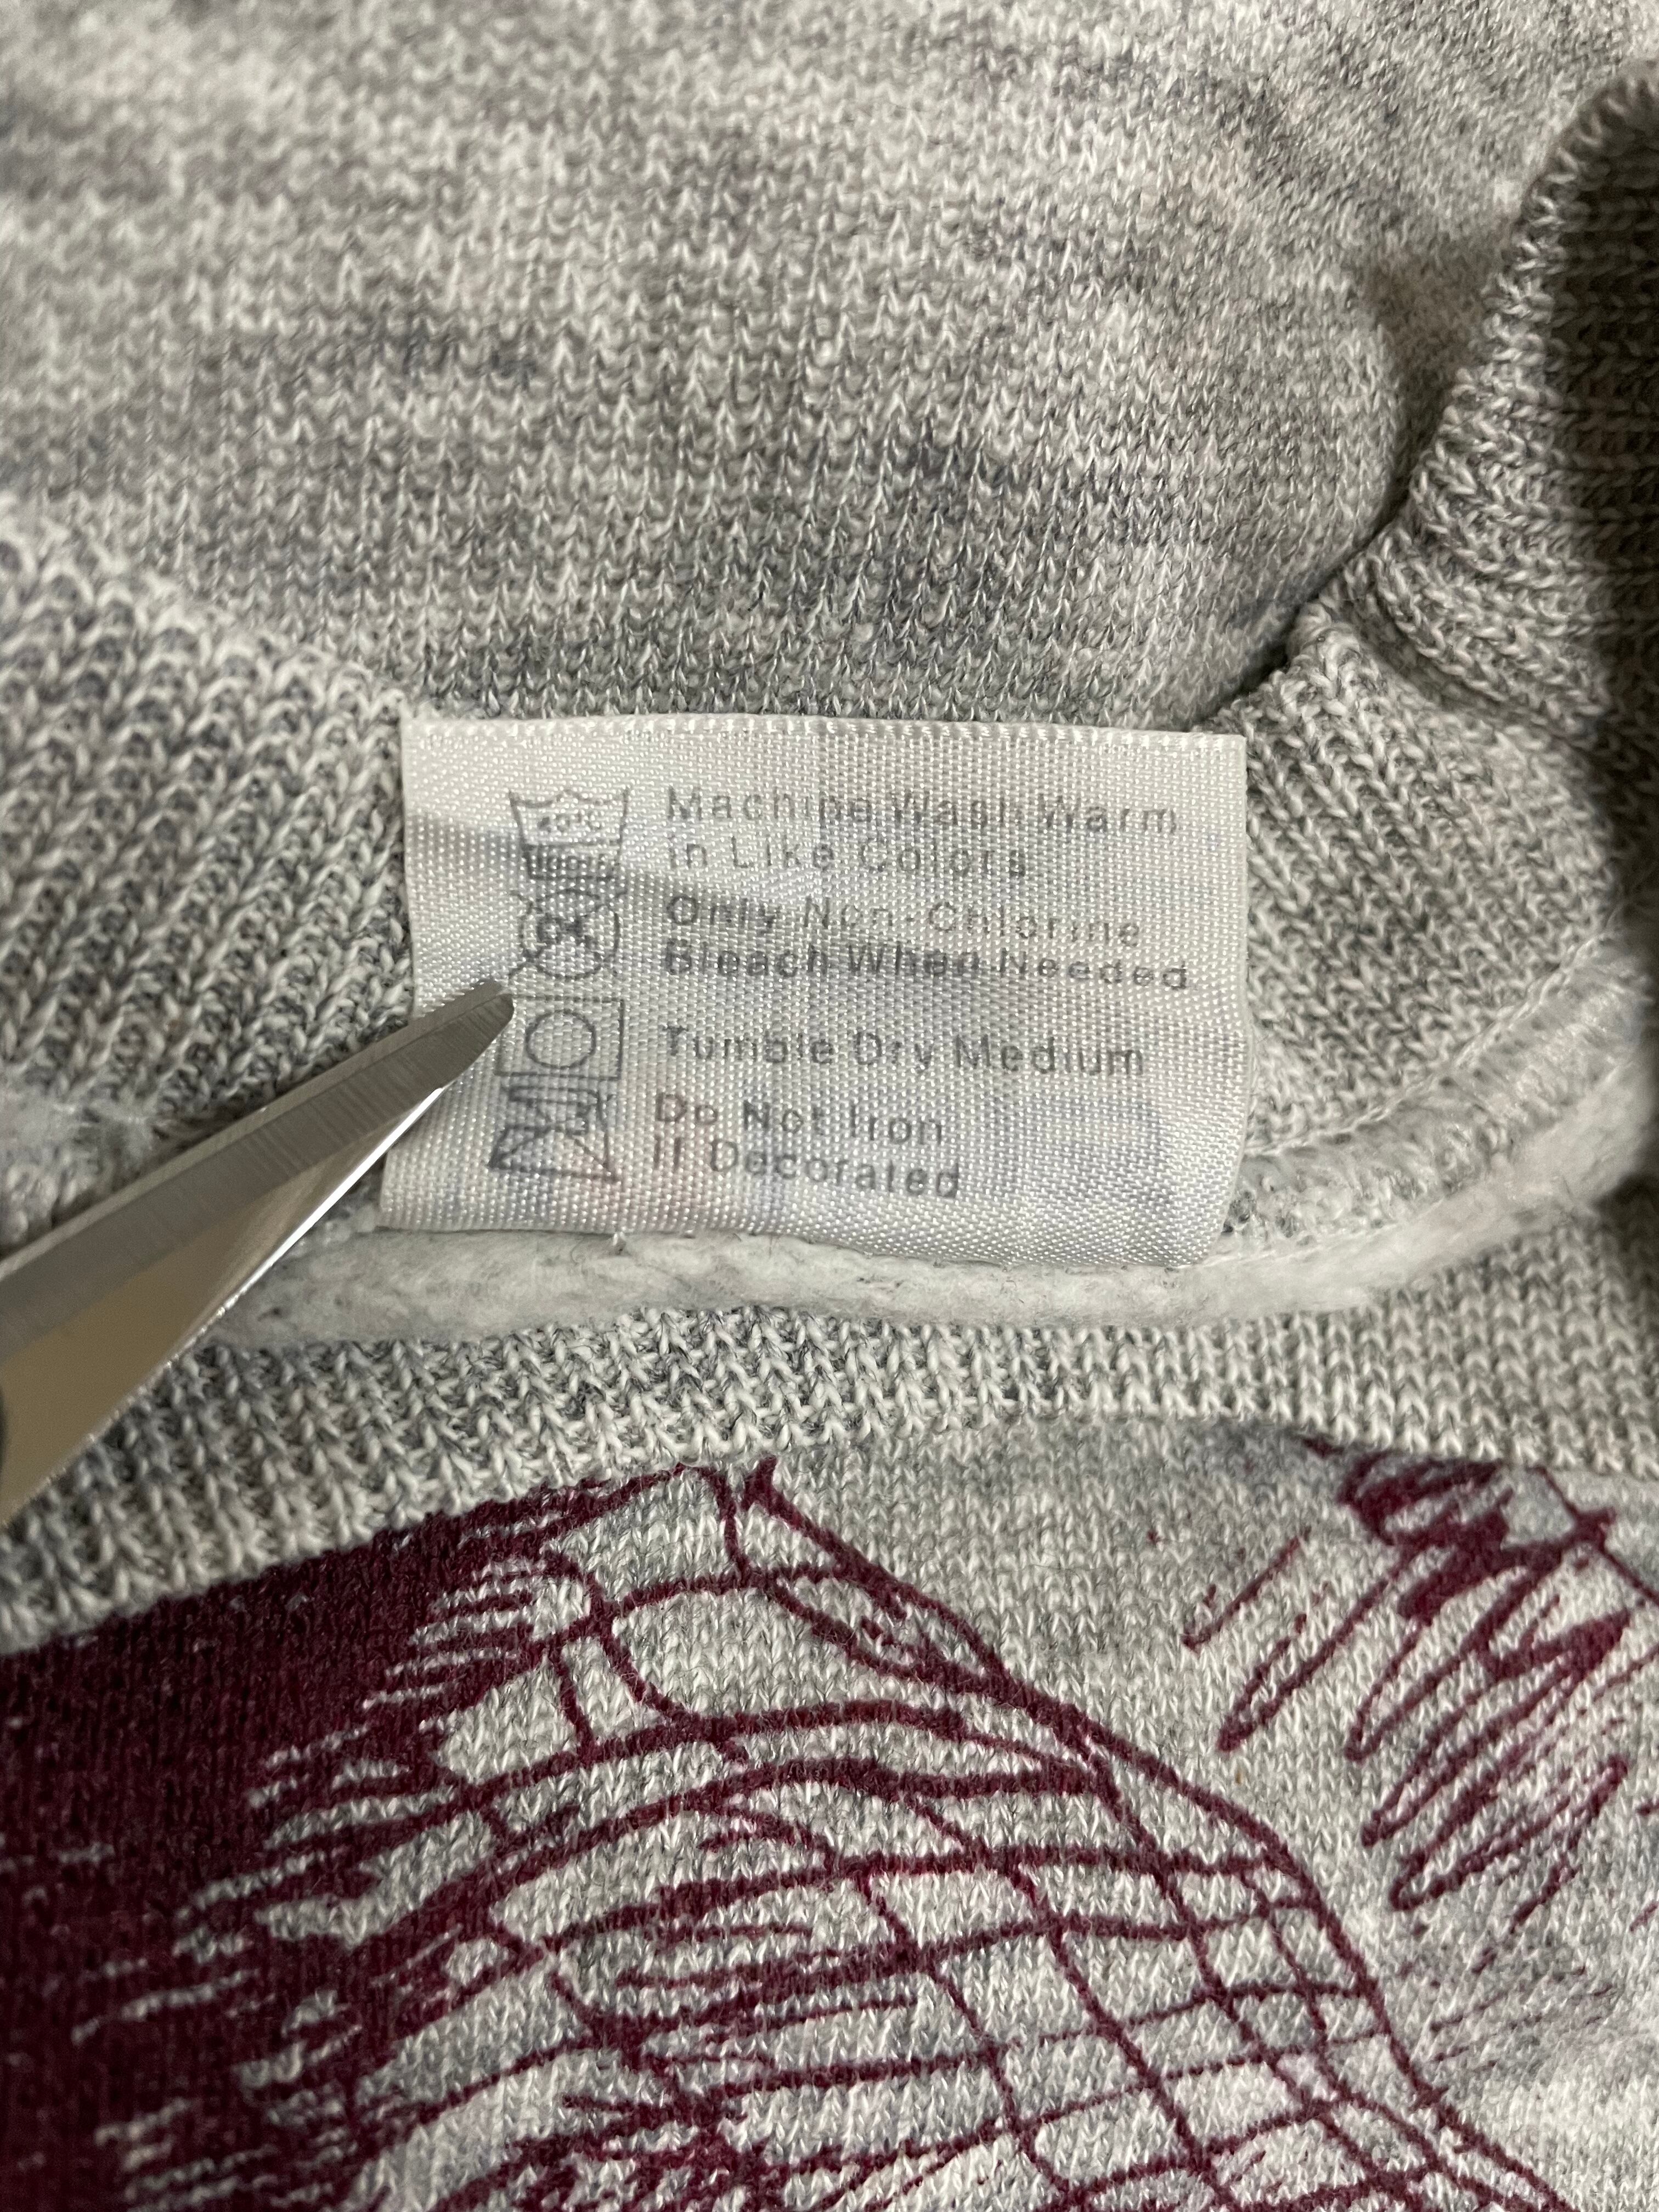 40°C
Machine Wash Warm
in Like Colors
Only Non-Chlorine
Bleach When Needed
Tumble Dry Medium
Do Not Iron
If Decorated